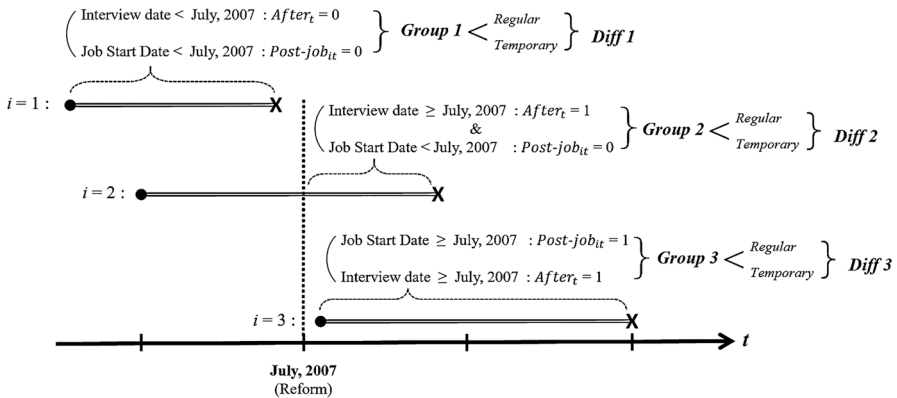 Interview date < July, 2007 : After_t = 0
Job Start Date < July, 2007 : Post-job_it = 0
Group 1 < Regular
Temporary
Diff 1
i = 1 :
Interview date ≥ July, 2007 : After_t = 1
&
Job Start Date < July, 2007 : Post-job_it = 0
Group 2 < Regular
Temporary
Diff 2
i = 2 :
Job Start Date ≥ July, 2007 : Post-job_it = 1
Interview date ≥ July, 2007 : After_t = 1
Group 3 < Regular
Temporary
Diff 3
i = 3 :
t
July, 2007
(Reform)